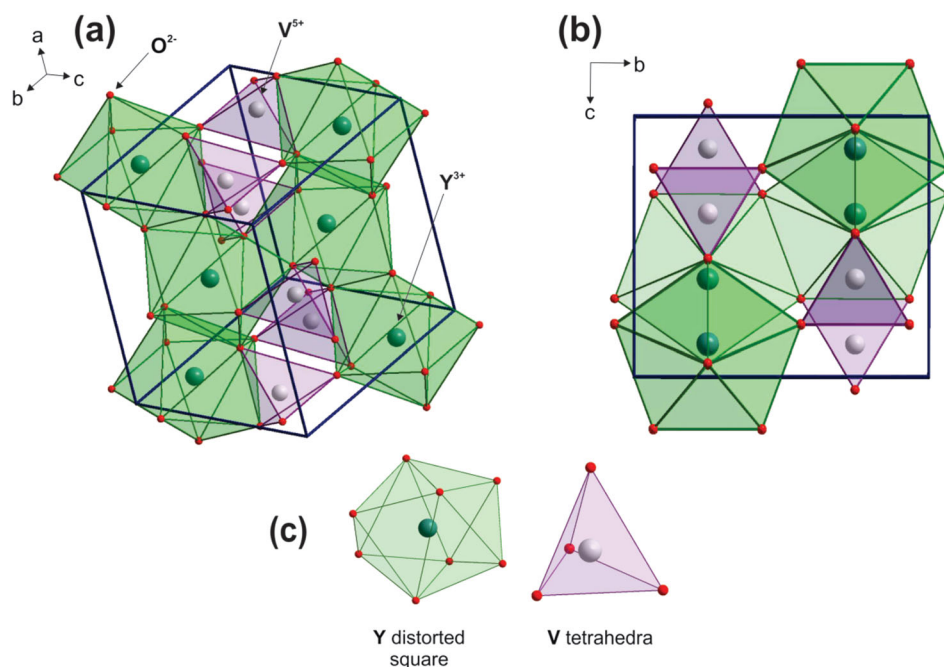 (a)
(b)
V5+
O2-
a
b
c
b
c
Y3+
(c)
Y distorted
square
V tetrahedra